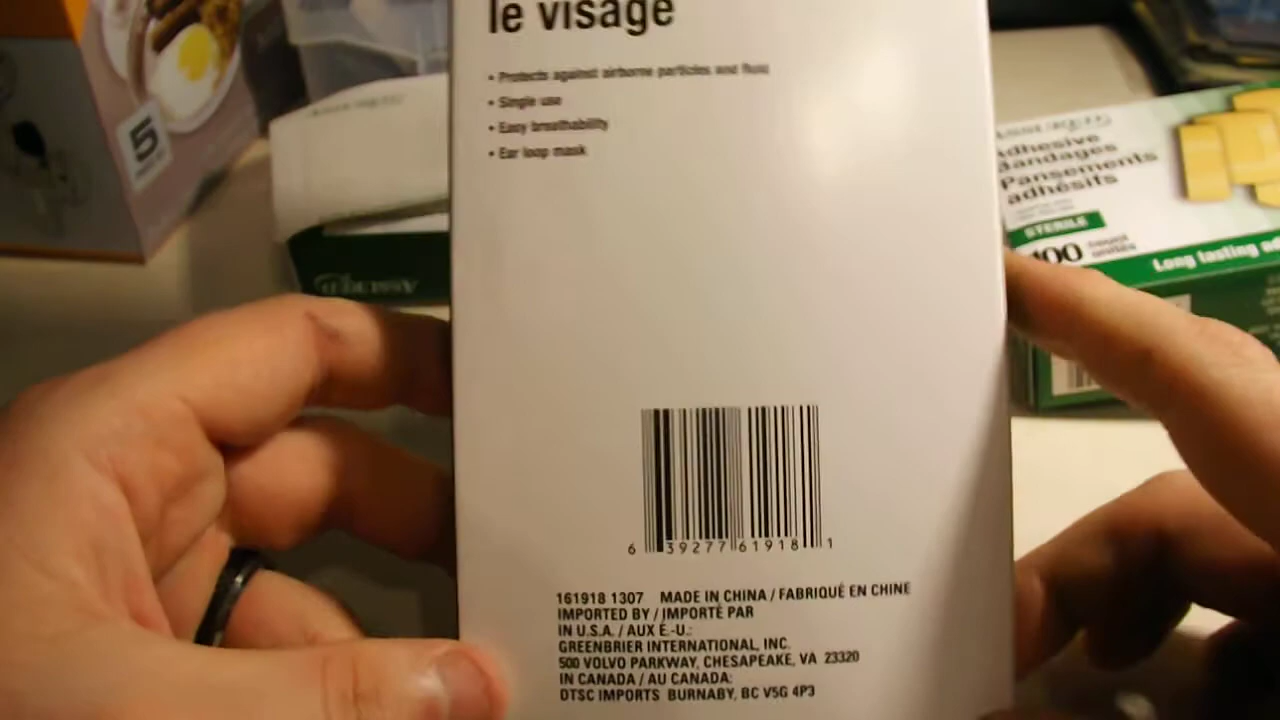 le visage
• Protects against airborne particles and fluid
• Single use
• Easy breathability
• Ear loop mask
6 39277 61918 1
161918 1307 MADE IN CHINA / FABRIQUÉ EN CHINE
IMPORTED BY / IMPORTÉ PAR
IN U.S.A. / AUX É.-U.:
GREENBRIER INTERNATIONAL, INC.
500 VOLVO PARKWAY, CHESAPEAKE, VA 23320
IN CANADA / AU CANADA:
DTSC IMPORTS BURNABY, BC V5G 4P3
5
ASSURED
Adhesive
Bandages
Pansements
adhésifs
STERILE
100
Long lasting